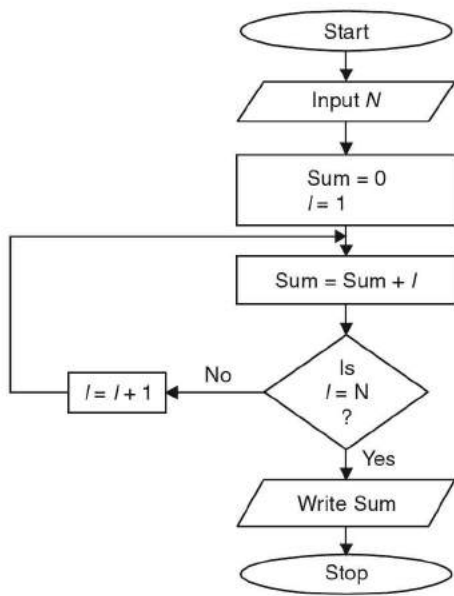 Start
Input N
Sum = 0
I = 1
Sum = Sum + I
Is
I = N
?
No
I = I + 1
Yes
Write Sum
Stop